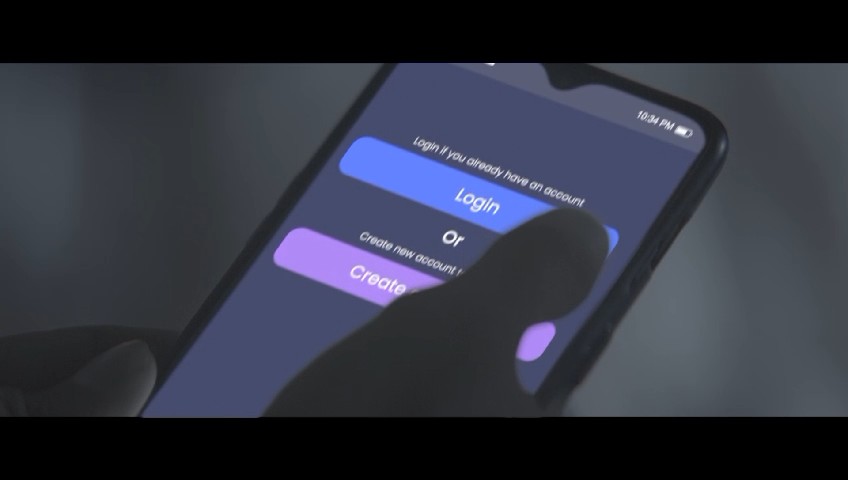 10:34 PM
Login if you already have an account
Login
Or
Create new account
Create